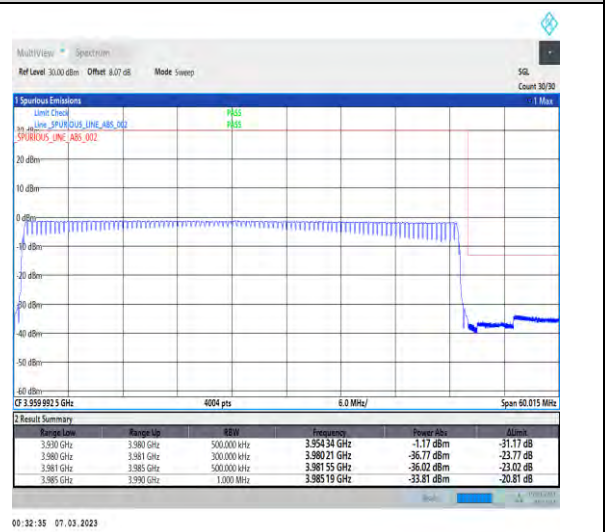 MultiView Spectrum
Ref Level 30.00 dBm Offset 8.07 dB Mode Sweep SGL
Count 30/30
1 Spurious Emissions 1 Max
Limit Check PASS
Line _SPURIOUS_LINE_ABS_002 PASS
_SPURIOUS_LINE_ABS_002
20 dBm
10 dBm
0 dBm
-10 dBm
-20 dBm
-30 dBm
-40 dBm
-50 dBm
-60 dBm
CF 3.959 992 5 GHz 4004 pts 6.0 MHz/ Span 60.015 MHz
2 Result Summary
Range Low Range Up RBW Frequency Power Abs ΔLimit
3.930 GHz 3.980 GHz 500.000 kHz 3.954 34 GHz -1.17 dBm -31.17 dB
3.980 GHz 3.981 GHz 300.000 kHz 3.980 21 GHz -36.77 dBm -23.77 dB
3.981 GHz 3.985 GHz 500.000 kHz 3.981 55 GHz -36.02 dBm -23.02 dB
3.985 GHz 3.990 GHz 1.000 MHz 3.985 19 GHz -33.81 dBm -20.81 dB
00:32:35 07.03.2023